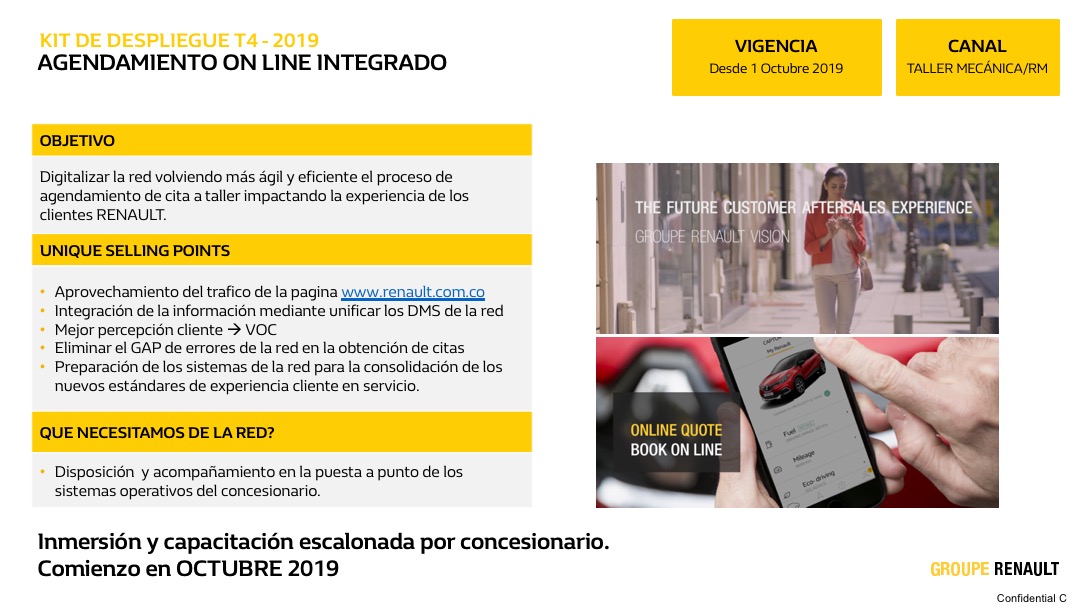 KIT DE DESPLIEGUE T4 - 2019
AGENDAMIENTO ON LINE INTEGRADO
VIGENCIA
Desde 1 Octubre 2019
CANAL
TALLER MECÁNICA/RM
OBJETIVO
Digitalizar la red volviendo más ágil y eficiente el proceso de
agendamiento de cita a taller impactando la experiencia de los
clientes RENAULT.
UNIQUE SELLING POINTS
• Aprovechamiento del trafico de la pagina www.renault.com.co
• Integración de la información mediante unificar los DMS de la red
• Mejor percepción cliente → VOC
• Eliminar el GAP de errores de la red en la obtención de citas
• Preparación de los sistemas de la red para la consolidación de los
nuevos estándares de experiencia cliente en servicio.
QUE NECESITAMOS DE LA RED?
• Disposición y acompañamiento en la puesta a punto de los
sistemas operativos del concesionario.
THE FUTURE CUSTOMER AFTERSALES EXPERIENCE
GROUPE RENAULT VISION
My Renault
Fuel
Mileage
Eco-driving
ONLINE QUOTE
BOOK ON LINE
Inmersión y capacitación escalonada por concesionario.
Comienzo en OCTUBRE 2019
GROUPE RENAULT
Confidential C